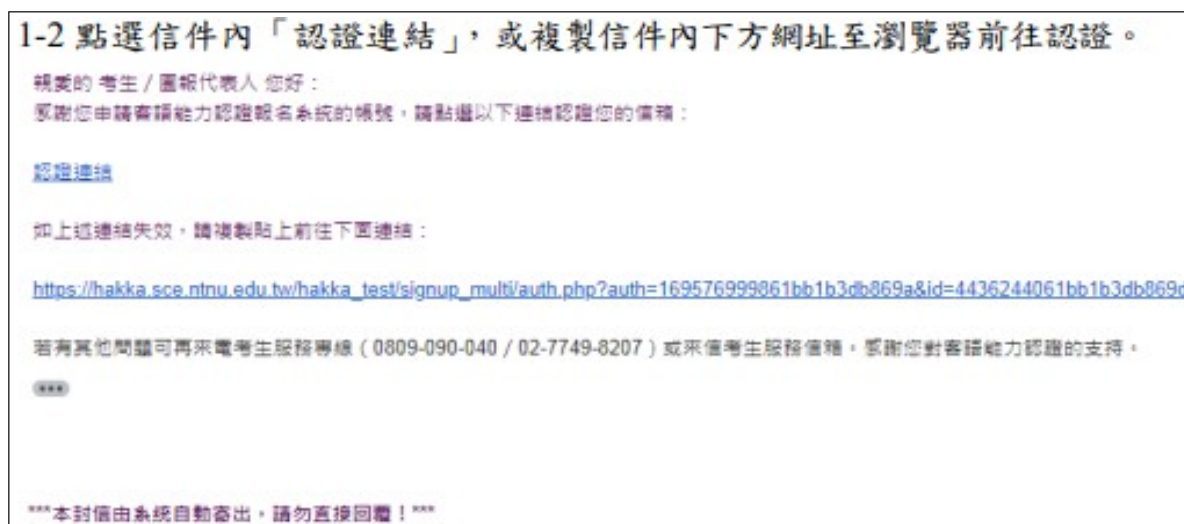 1-2 點選信件內「認證連結」，或複製信件內下方網址至瀏覽器前往認證。
親愛的 考生 / 團報代表人 您好：
感謝您申請客語能力認證報名系統的帳號，請點選以下連結認證您的信箱：
認證連結
如上述連結失效，請複製貼上前往下面連結：
https://hakka.sce.ntnu.edu.tw/hakka_test/signup_multi/auth.php?auth=169576999861bb1b3db869a&id=4436244061bb1b3db869d
若有其他問題可再來電考生服務專線（0809-090-040 / 02-7749-8207）或來信考生服務信箱。感謝您對客語能力認證的支持。
***本封信由系統自動寄出，請勿直接回覆！***